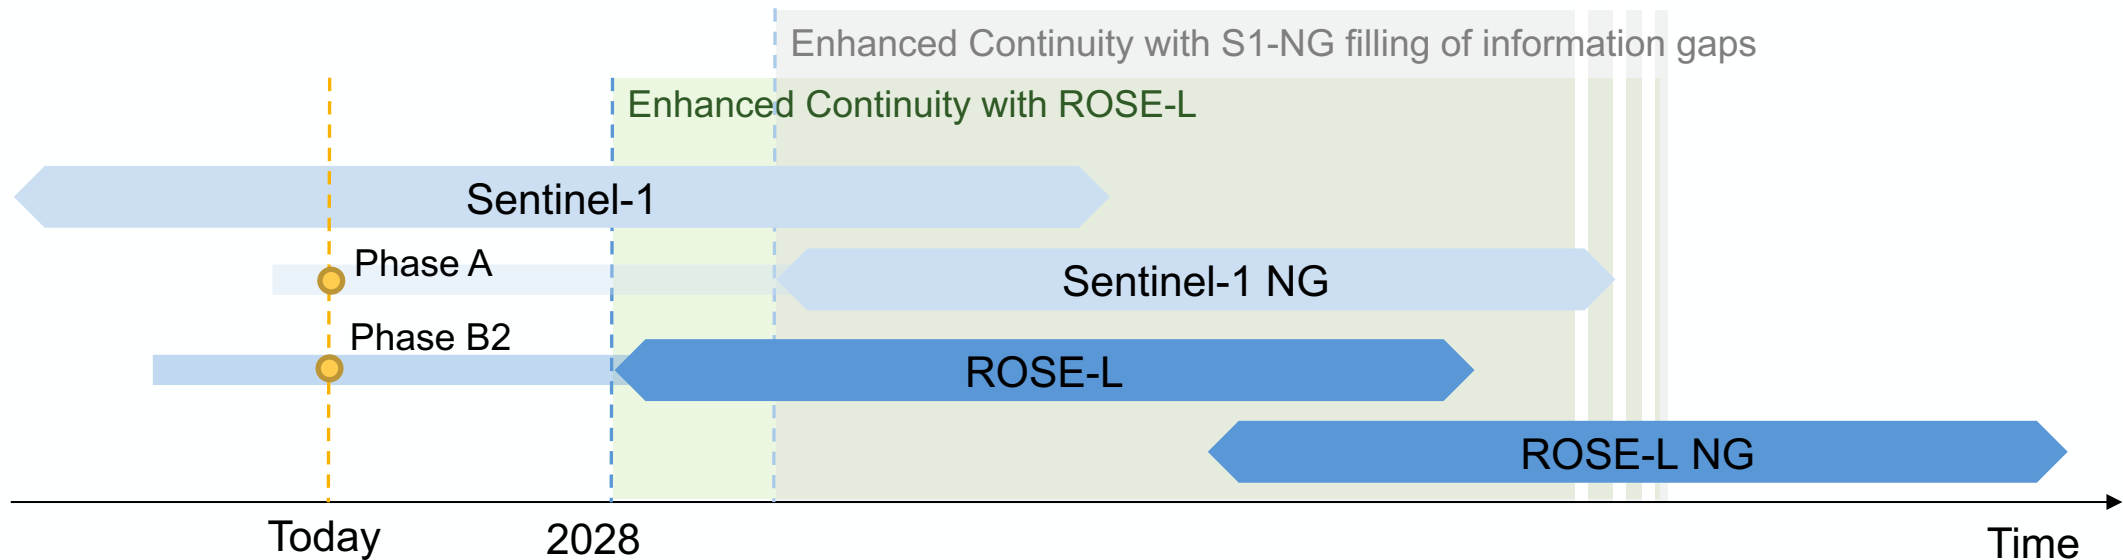 Enhanced Continuity with S1-NG filling of information gaps
Enhanced Continuity with ROSE-L
Sentinel-1
Phase A
Sentinel-1 NG
Phase B2
ROSE-L
ROSE-L NG
Today
2028
Time